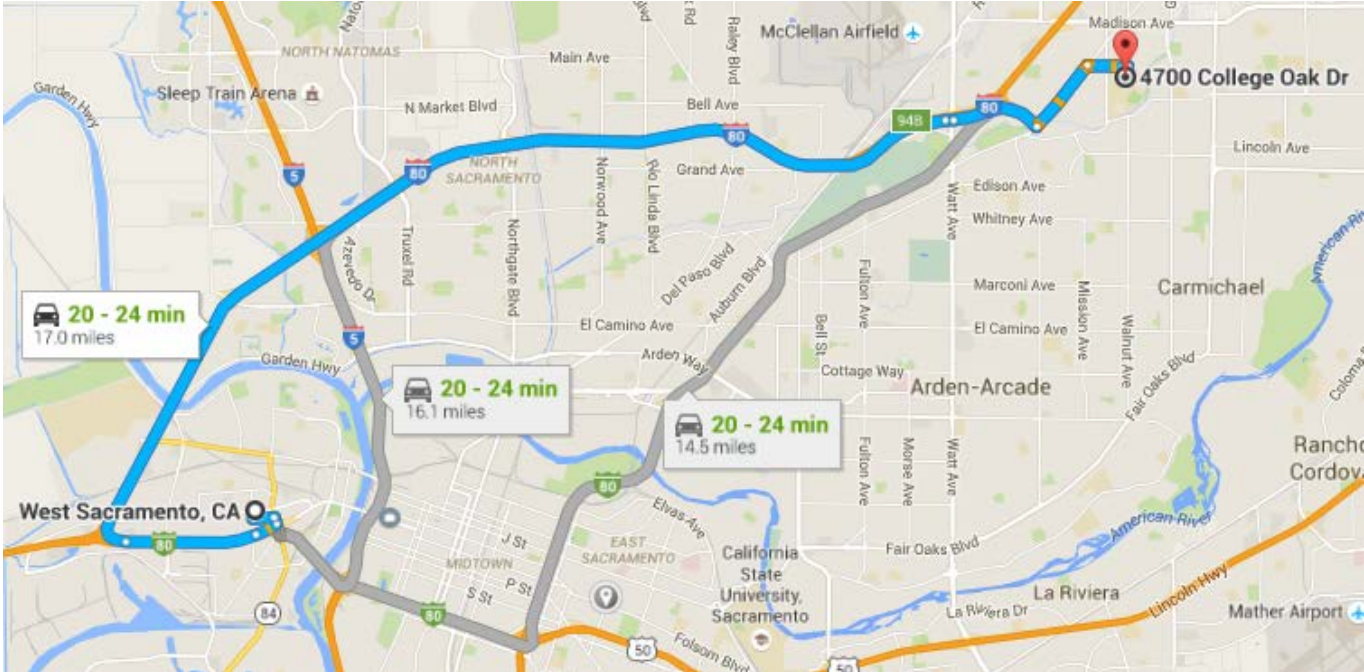 Madison Ave
McClellan Airfield
Raley Blvd
NORTH NATOMAS
Main Ave
4700 College Oak Dr
Sleep Train Arena
Garden Hwy
N Market Blvd
Bell Ave
94B
80
80
Lincoln Ave
5
80
NORTH
SACRAMENTO
Grand Ave
Norwood Ave
Rio Linda Blvd
Edison Ave
Watt Ave
Whitney Ave
Azevedo Dr
Truxel Rd
Northgate Blvd
Del Paso Blvd
Auburn Blvd
Fulton Ave
Marconi Ave
Mission Ave
Carmichael
American Ri
20 - 24 min
17.0 miles
El Camino Ave
Bell St
El Camino Ave
Walnut Ave
5
Garden Hwy
Arden Way
Cottage Way
Arden-Arcade
Fair Oaks Blvd
Coloma
20 - 24 min
16.1 miles
20 - 24 min
14.5 miles
Fulton Ave
Morse Ave
Watt Ave
Rancho
Cordov
80
West Sacramento, CA
80
Elvas Ave
American River
J St
EAST
SACRAMENTO
MIDTOWN
P St
S St
California
State
University,
Sacramento
Fair Oaks Blvd
La Riviera
La Riviera Dr
Lincoln Hwy
84
80
50
Folsom Blvd
50
Mather Airport